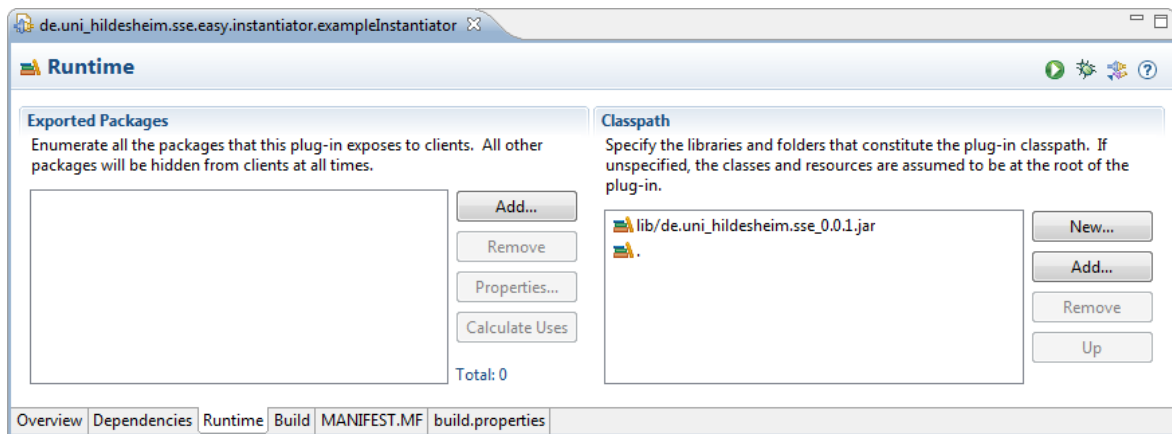 de.uni_hildesheim.sse.easy.instantiator.exampleInstantiator
Runtime
Exported Packages
Enumerate all the packages that this plug-in exposes to clients. All other
packages will be hidden from clients at all times.
Add...
Remove
Properties...
Calculate Uses
Total: 0
Classpath
Specify the libraries and folders that constitute the plug-in classpath. If
unspecified, the classes and resources are assumed to be at the root of the
plug-in.
lib/de.uni_hildesheim.sse_0.0.1.jar
.
New...
Add...
Remove
Up
Overview Dependencies Runtime Build MANIFEST.MF build.properties